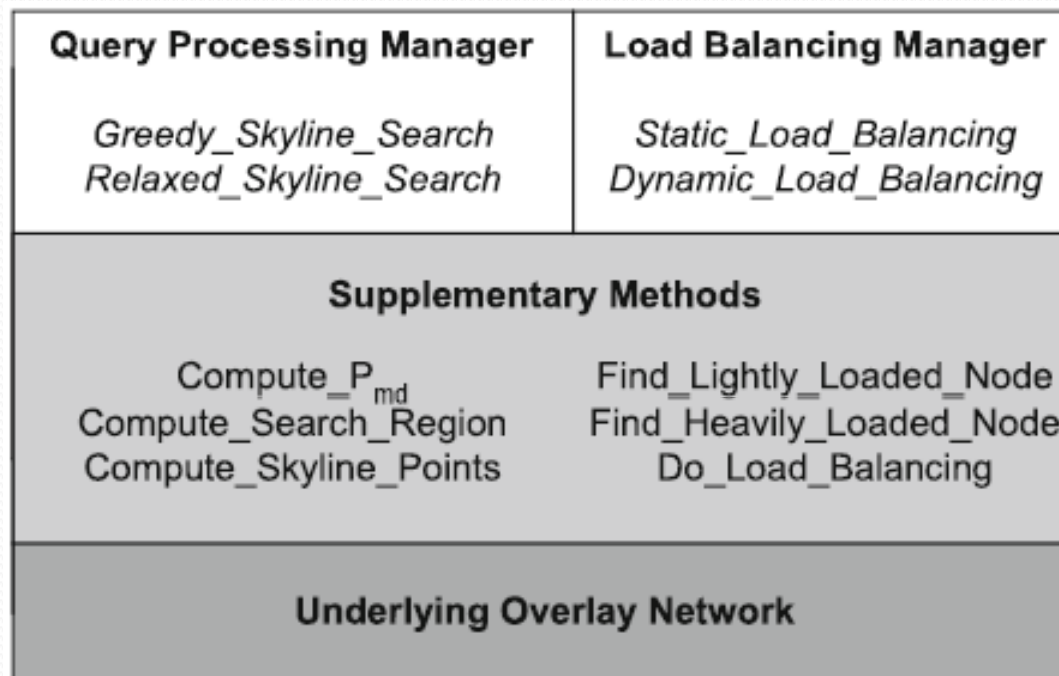 Query Processing Manager
Greedy_Skyline_Search
Relaxed_Skyline_Search
Load Balancing Manager
Static_Load_Balancing
Dynamic_Load_Balancing
Supplementary Methods
Compute_P_md
Compute_Search_Region
Compute_Skyline_Points
Find_Lightly_Loaded_Node
Find_Heavily_Loaded_Node
Do_Load_Balancing
Underlying Overlay Network